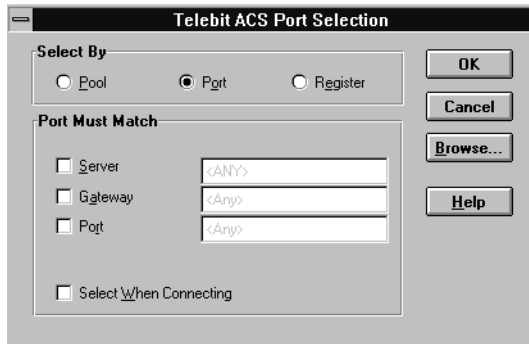 Telebit ACS Port Selection
Select By
Pool Port Register
Port Must Match
Server <ANY>
Gateway <Any>
Port <Any>
Select When Connecting
OK
Cancel
Browse...
Help